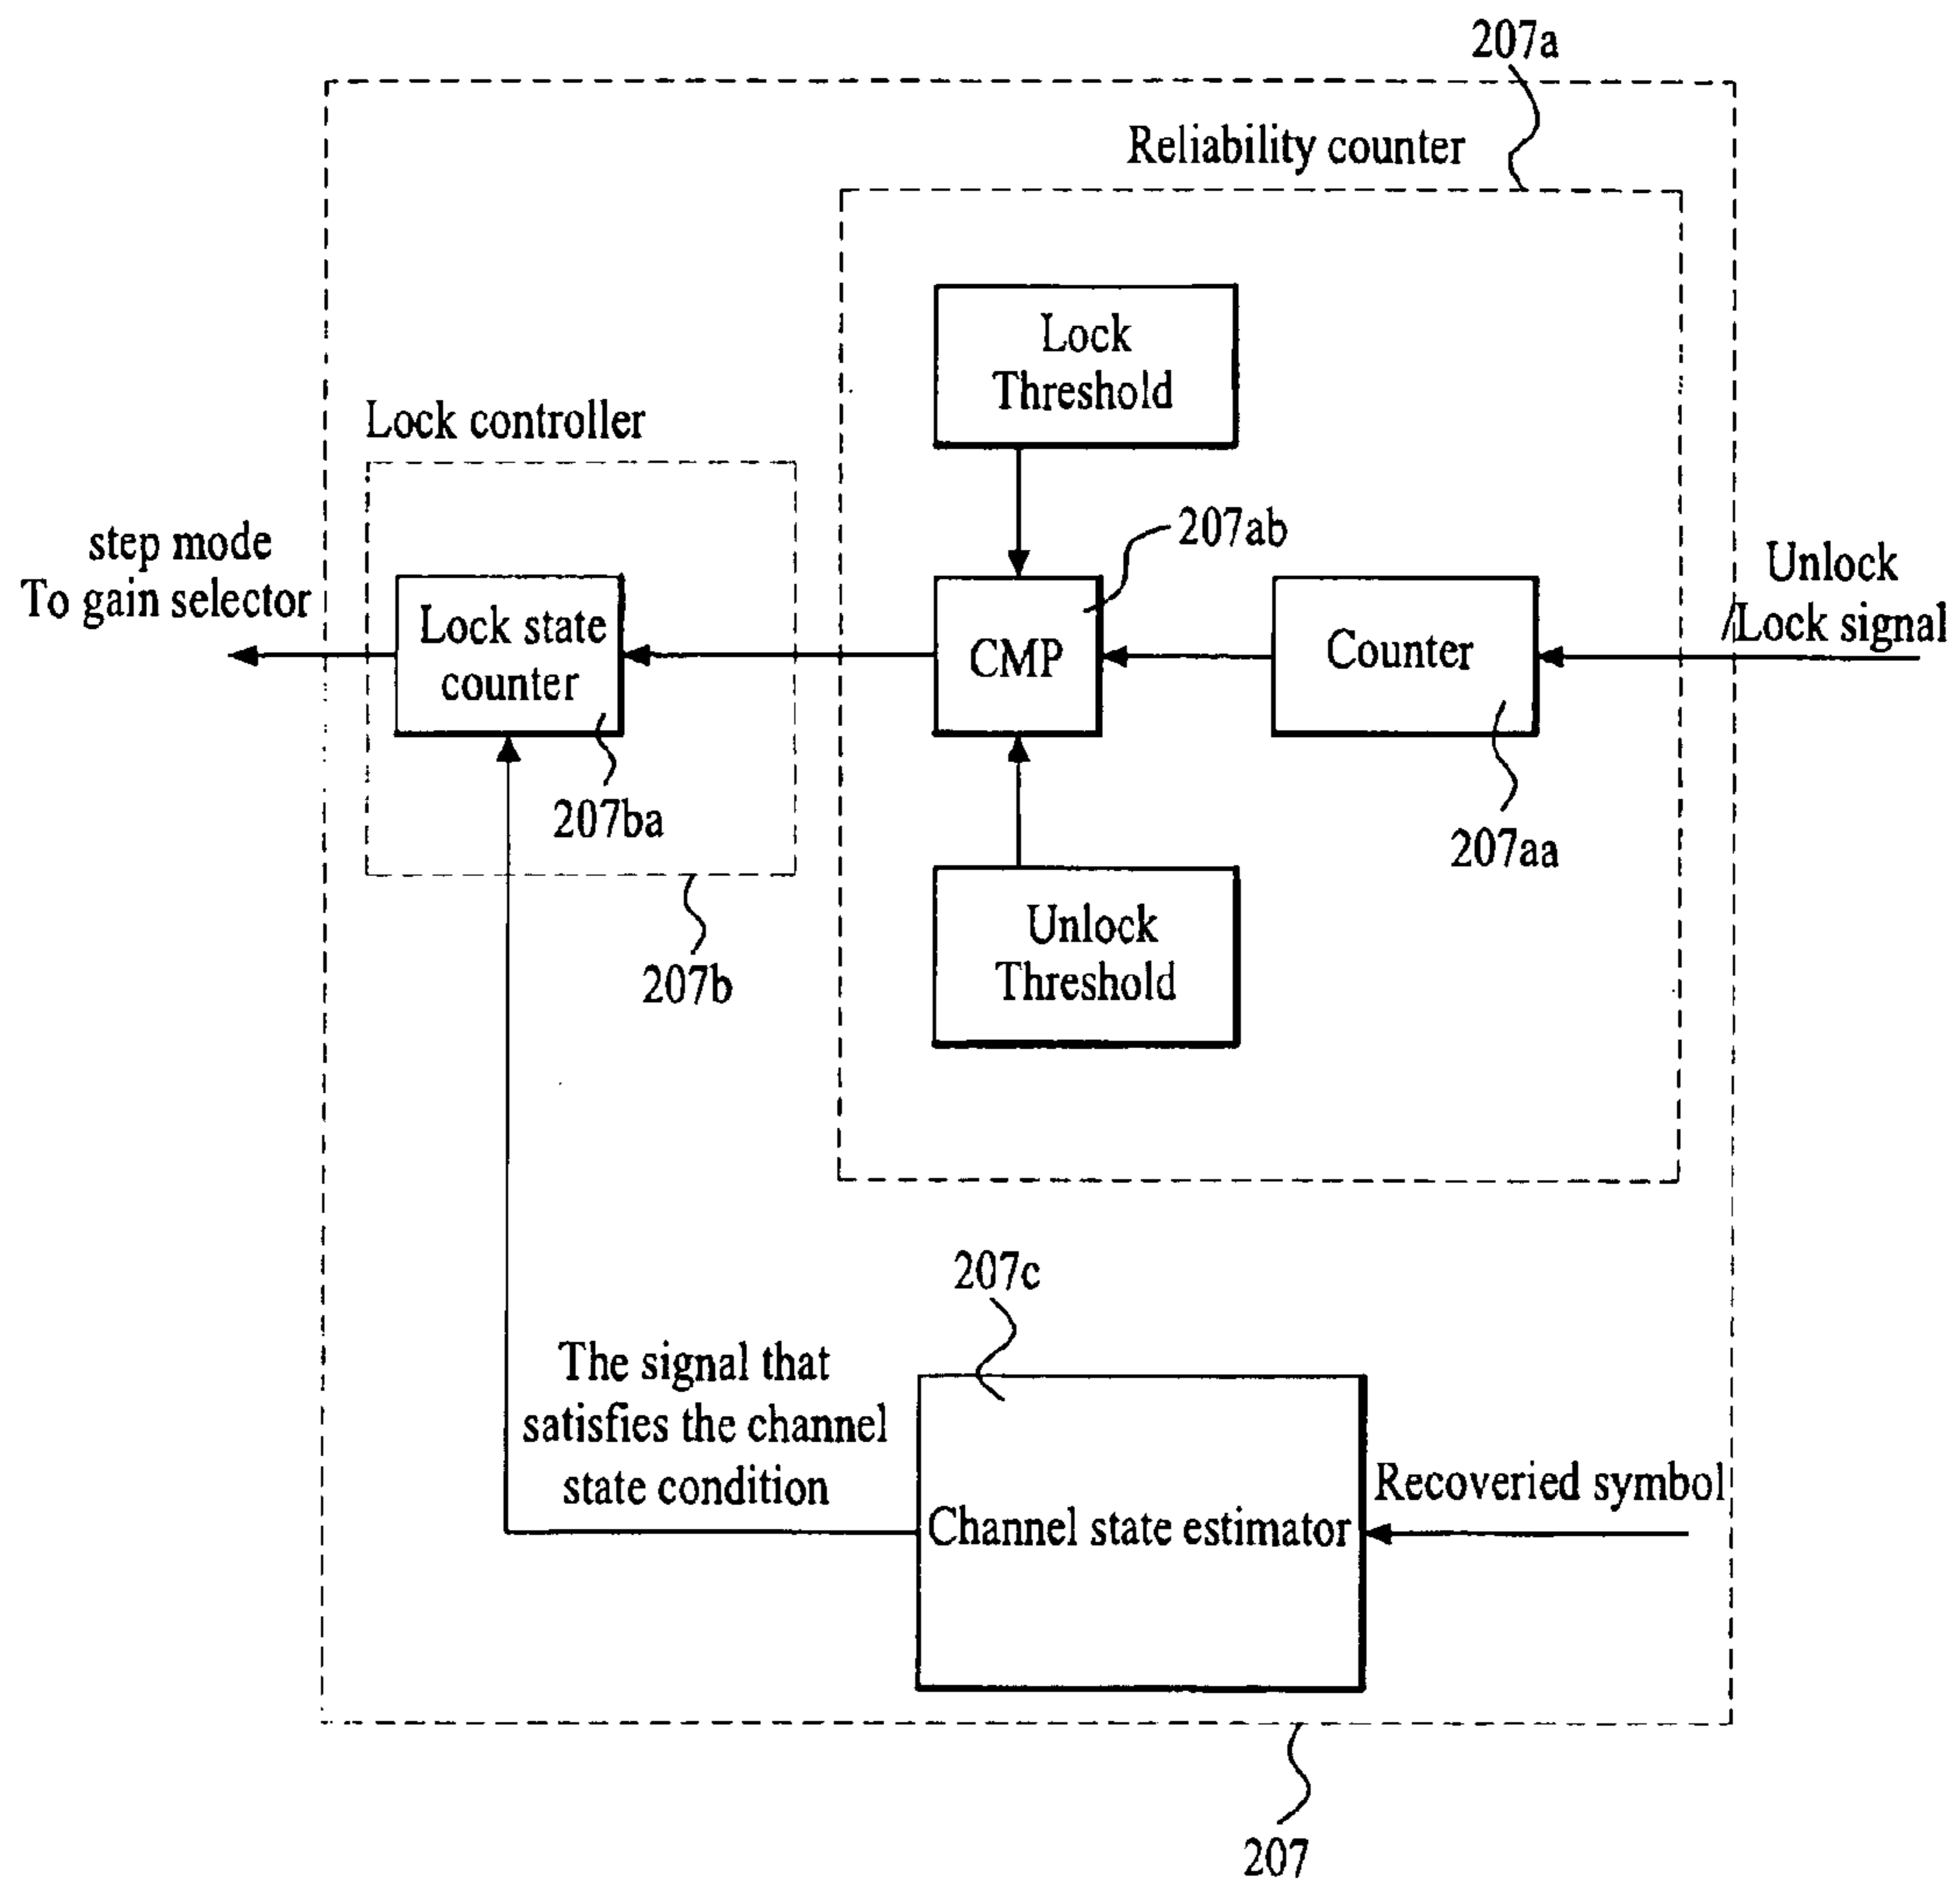 207a
Reliability counter
Lock
Threshold
Lock controller
207ab
step mode
To gain selector
Lock state
counter
CMP
Counter
Unlock
/Lock signal
207ba
207aa
Unlock
Threshold
207b
207c
The signal that
satisfies the channel
state condition
Channel state estimator
Recoveried symbol
207